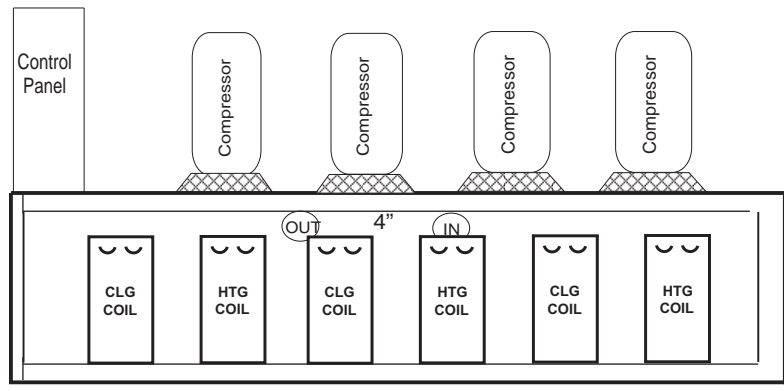 Control
Panel
Compressor
Compressor
Compressor
Compressor
OUT
4”
IN
CLG
COIL
HTG
COIL
CLG
COIL
HTG
COIL
CLG
COIL
HTG
COIL